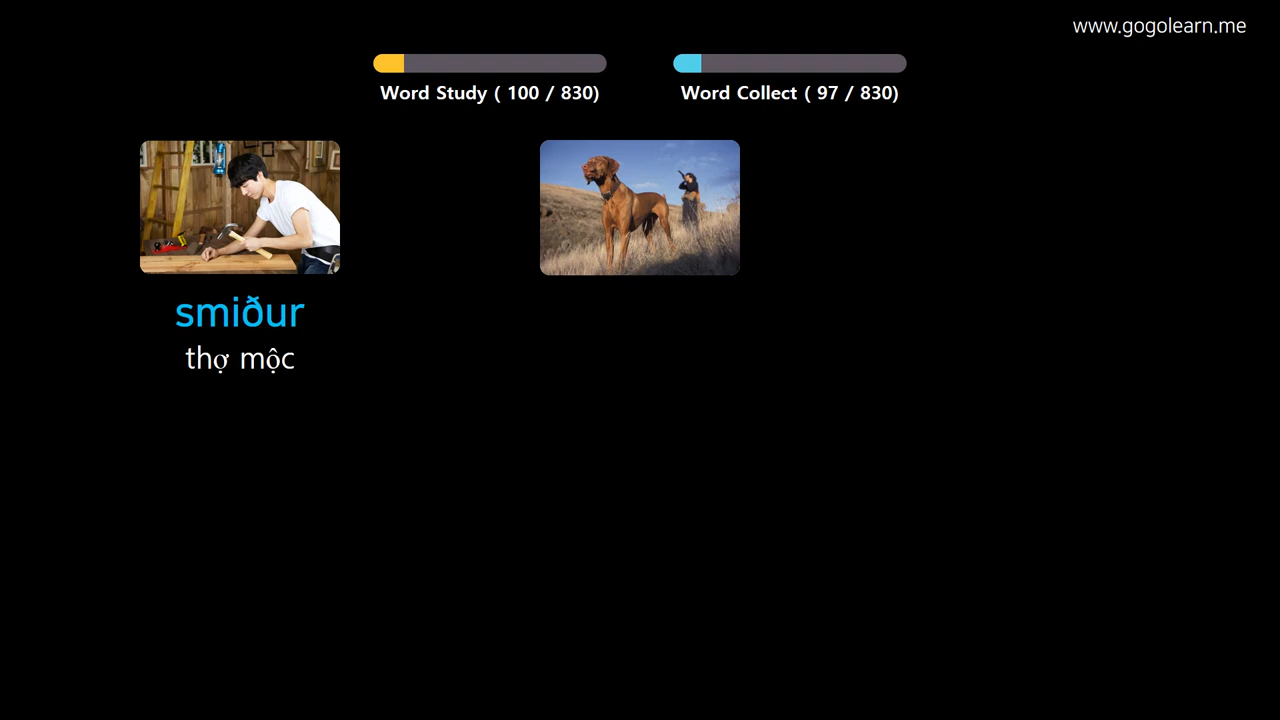 www.gogolearn.me
Word Study ( 100 / 830)
Word Collect ( 97 / 830)
smiður
thợ mộc